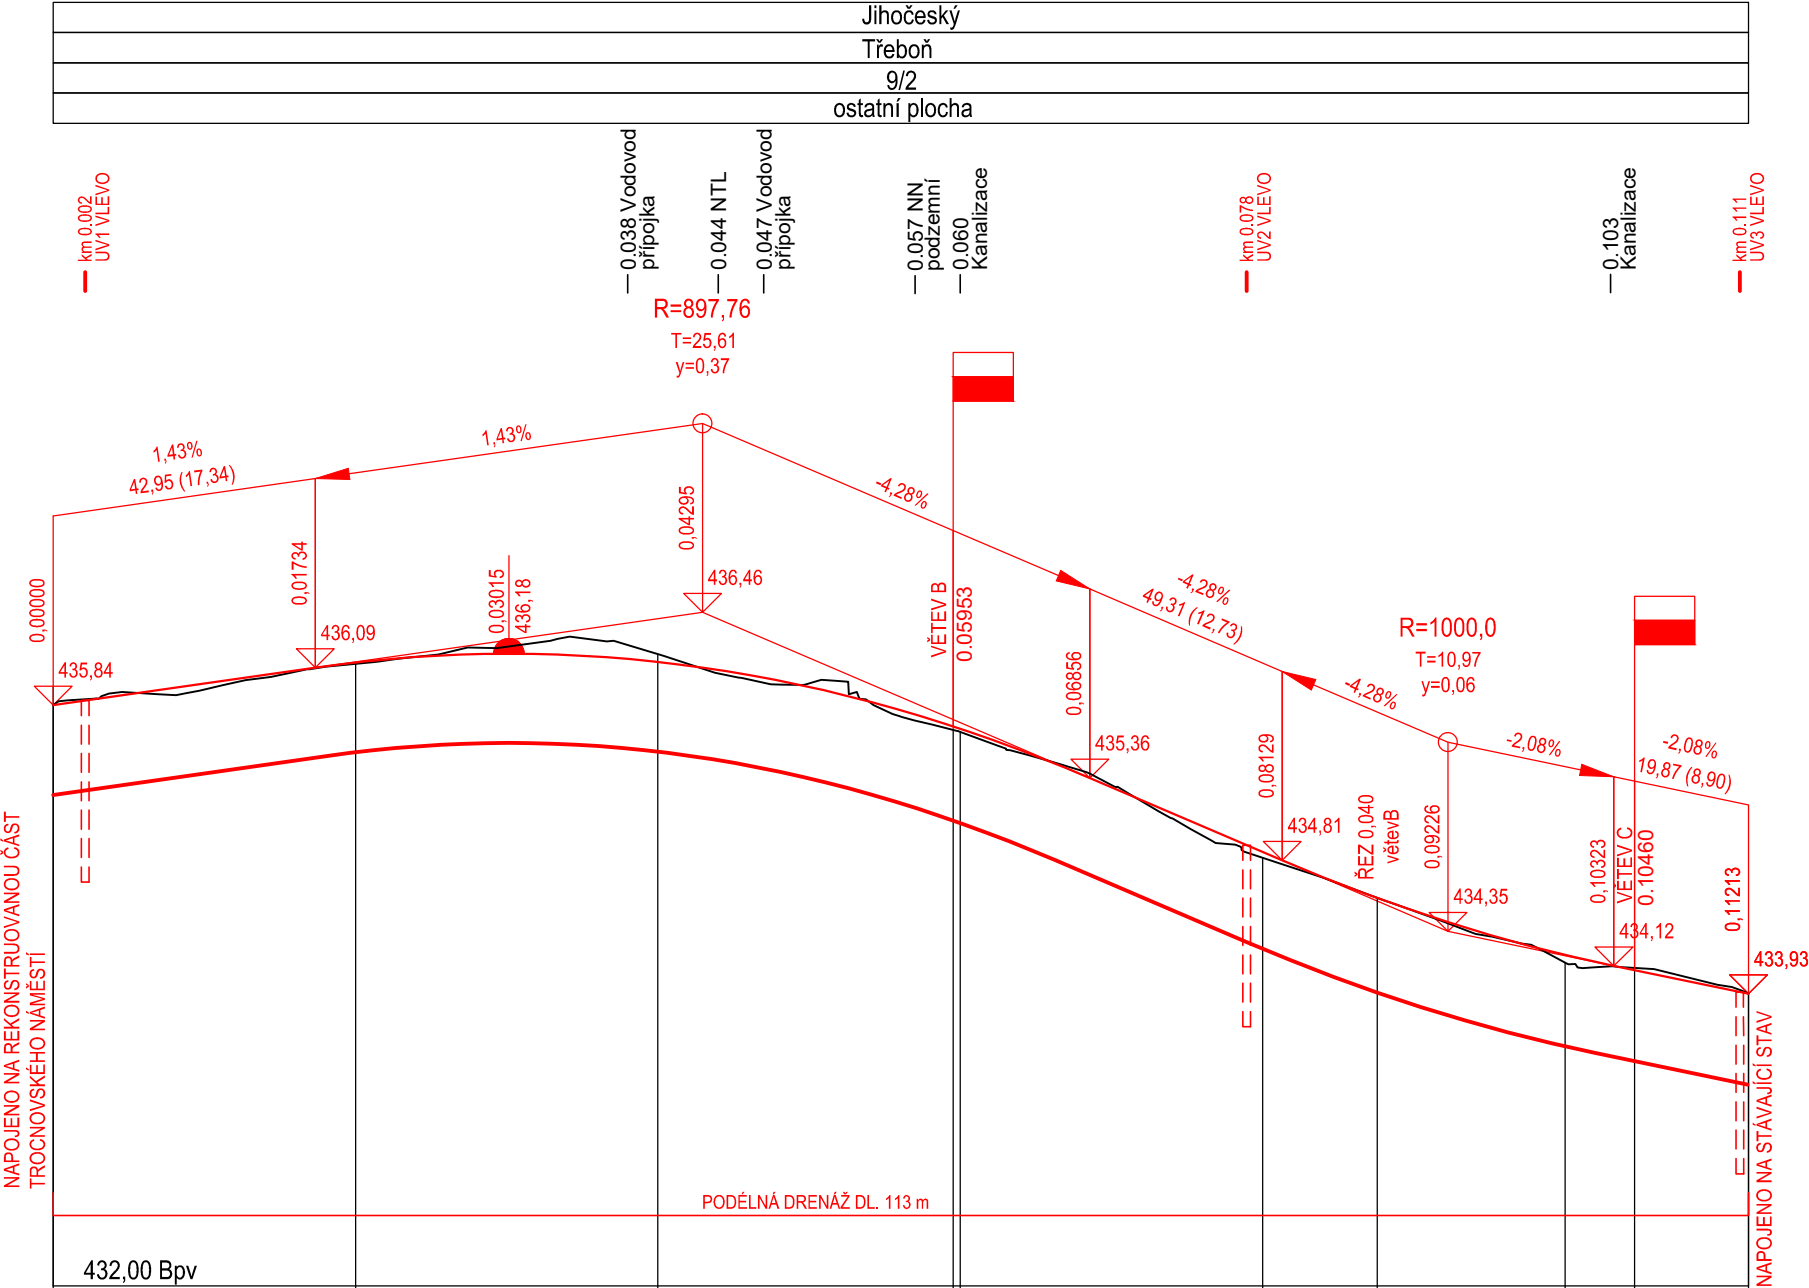 Jihočeský
Třeboň
9/2
ostatní plocha
km 0.002
UV1 VLEVO
0.038 Vodovod
přípojka
0.044 NTL
0.047 Vodovod
přípojka
0.057 NN
podzemní
0.060
Kanalizace
km 0.078
UV2 VLEVO
0.103
Kanalizace
km 0.111
UV3 VLEVO
R=897,76
T=25,61
y=0,37
1,43%
42,95 (17,34)
1,43%
-4,28%
-4,28%
49,31 (12,73)
R=1000,0
T=10,97
y=0,06
-4,28%
-2,08%
-2,08%
19,87 (8,90)
0,00000
435,84
0,01734
436,09
0,03015
436,18
0,04295
436,46
VĚTEV B
0.05953
0,06856
435,36
0,08129
434,81
ŘEZ 0,040
větevB
0,09226
434,35
0,10323
434,12
VĚTEV C
0.10460
0,11213
433,93
NAPOJENO NA REKONSTRUOVANOU ČÁST
TROCNOVSKÉHO NÁMĚSTÍ
NAPOJENO NA STÁVAJÍCÍ STAV
PODÉLNÁ DRENÁŽ DL. 113 m
432,00 Bpv